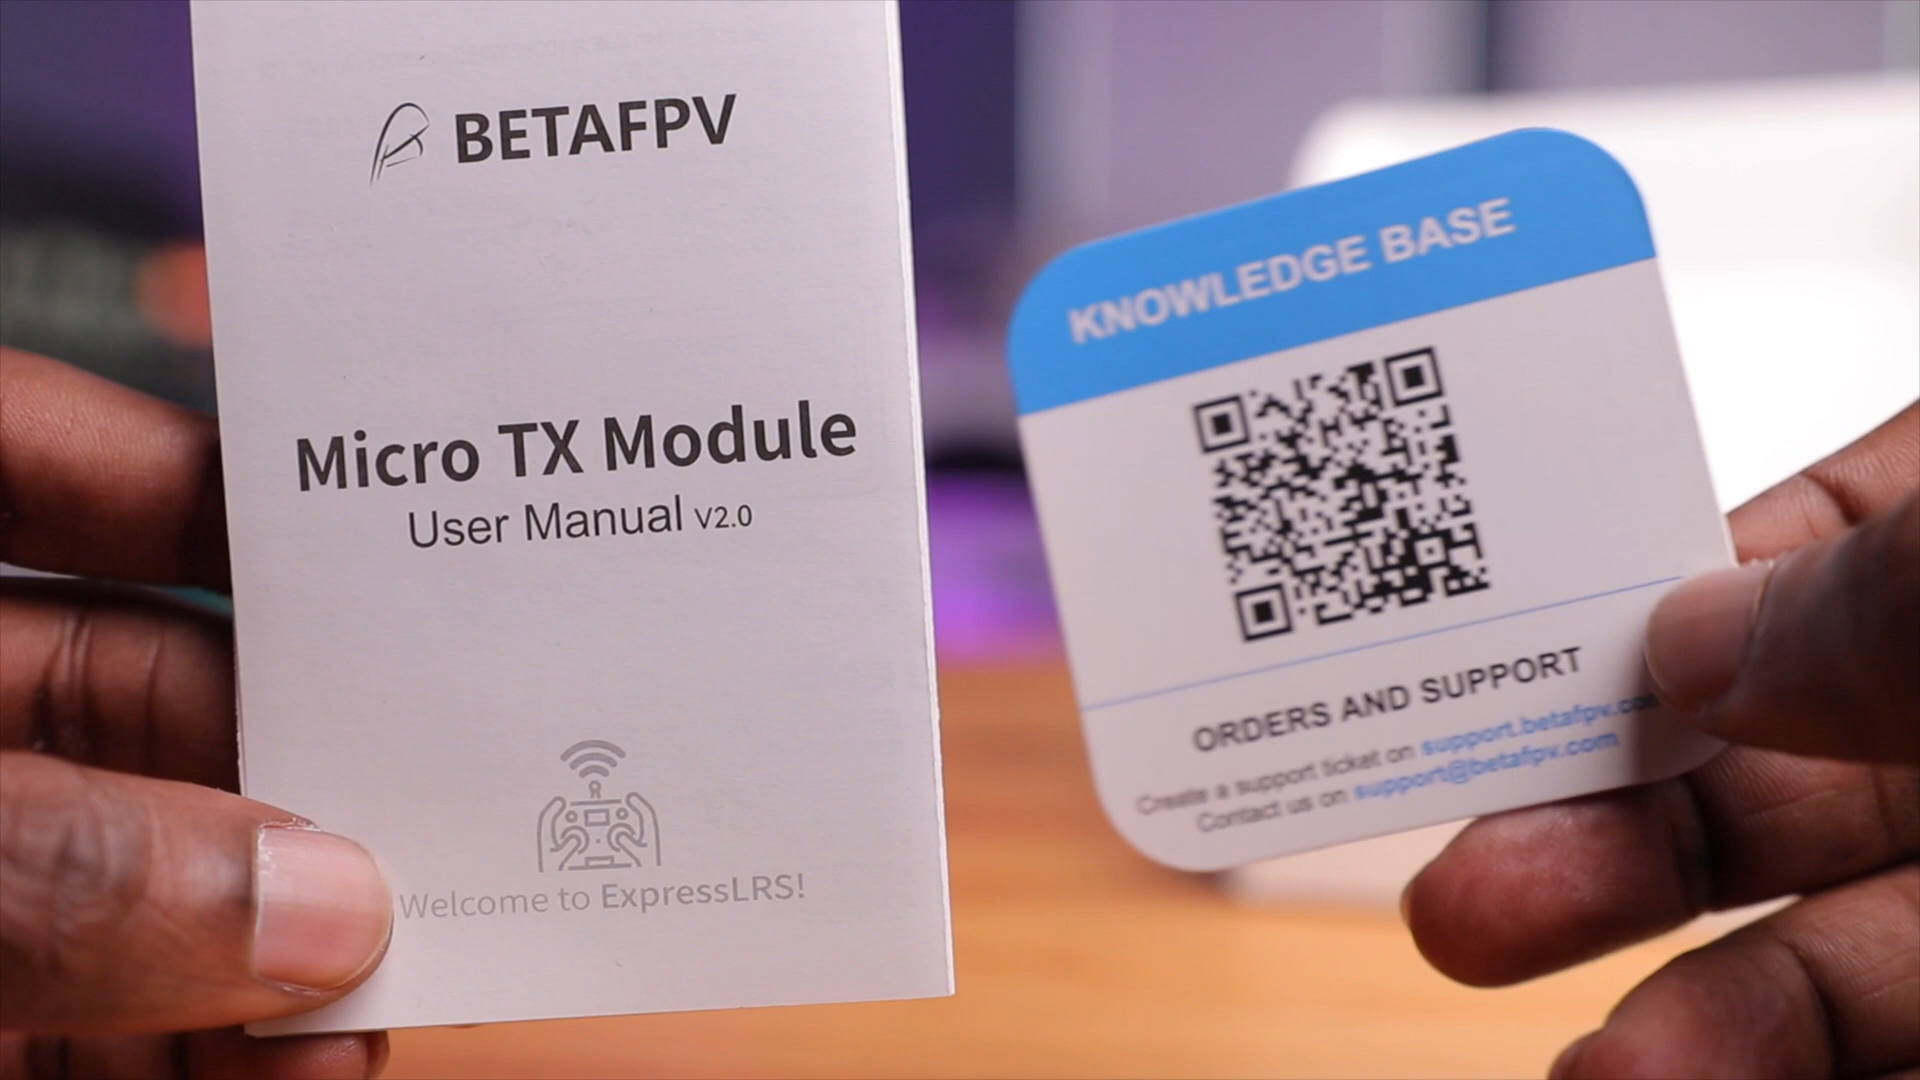 BETAFPV
Micro TX Module
User Manual V2.0
Welcome to ExpressLRS!
KNOWLEDGE BASE
ORDERS AND SUPPORT
Create a support ticket on support.betafpv.co
Contact us on support@betafpv.com